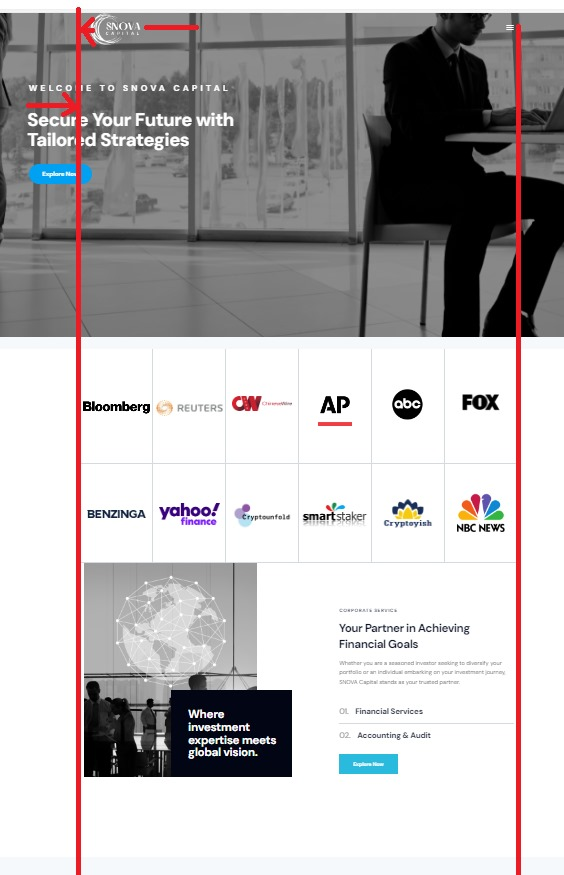 SNOVA
CAPITAL
WELCOME TO SNOVA CAPITAL
Secure Your Future with
Tailored Strategies
Explore Now
Bloomberg
REUTERS
CW ChinaWire
AP
abc
FOX
BENZINGA
yahoo!
finance
Cryptounfold
smartstaker
Cryptoyish
NBC NEWS
CORPORATE SERVICE
Your Partner in Achieving
Financial Goals
Whether you are a seasoned investor seeking to diversify your
portfolio or an individual embarking on your investment journey,
SNOVA Capital stands as your trusted partner.
01. Financial Services
02. Accounting & Audit
Explore Now
Where
investment
expertise meets
global vision.